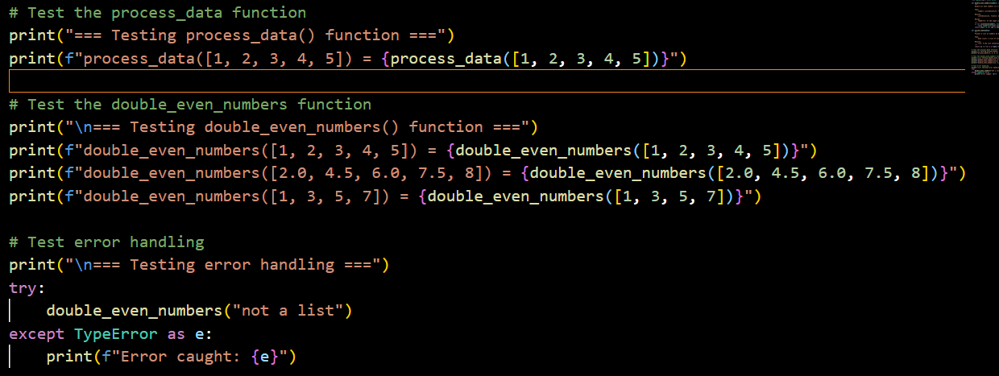 # Test the process_data function
print("=== Testing process_data() function ===")
print(f"process_data([1, 2, 3, 4, 5]) = {process_data([1, 2, 3, 4, 5])}")
# Test the double_even_numbers function
print("\n=== Testing double_even_numbers() function ===")
print(f"double_even_numbers([1, 2, 3, 4, 5]) = {double_even_numbers([1, 2, 3, 4, 5])}")
print(f"double_even_numbers([2.0, 4.5, 6.0, 7.5, 8]) = {double_even_numbers([2.0, 4.5, 6.0, 7.5, 8])}")
print(f"double_even_numbers([1, 3, 5, 7]) = {double_even_numbers([1, 3, 5, 7])}")
# Test error handling
print("\n=== Testing error handling ===")
try:
    double_even_numbers("not a list")
except TypeError as e:
    print(f"Error caught: {e}")